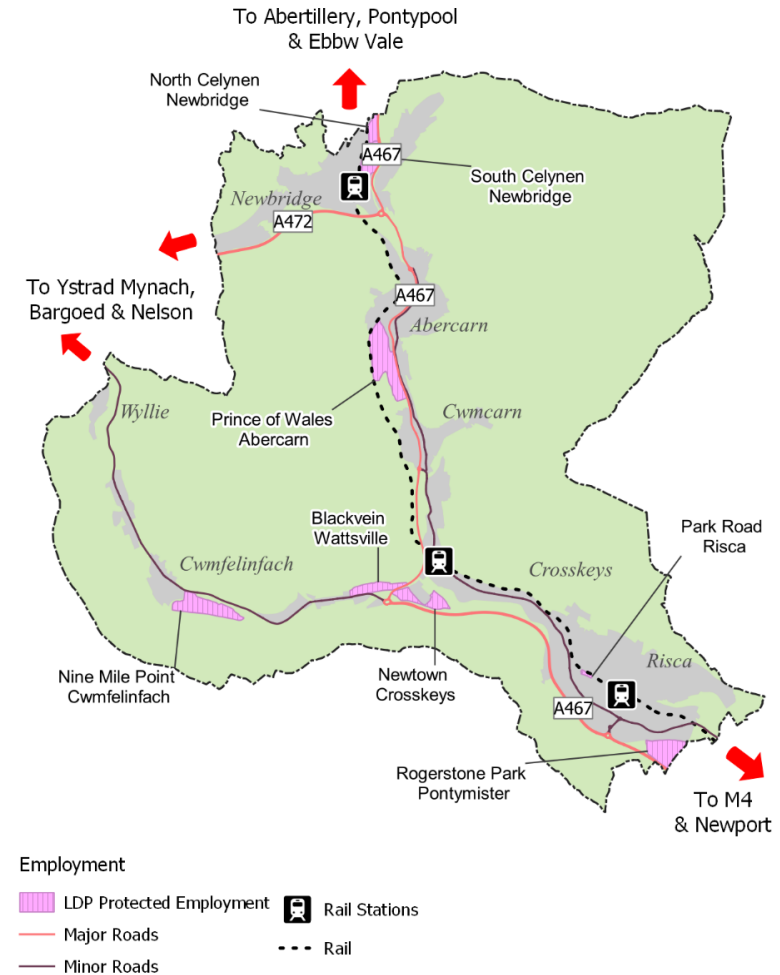 To Abertillery, Pontypool
& Ebbw Vale
North Celynen
Newbridge
A467
South Celynen
Newbridge
Newbridge
A472
To Ystrad Mynach,
Bargoed & Nelson
A467
Abercarn
Wyllie
Prince of Wales
Abercarn
Cwmcarn
Blackvein
Wattsville
Park Road
Risca
Cwmfelinfach
Crosskeys
Nine Mile Point
Cwmfelinfach
Newtown
Crosskeys
Risca
A467
Rogerstone Park
Pontymister
To M4
& Newport
Employment
LDP Protected Employment
Rail Stations
Major Roads
Rail
Minor Roads